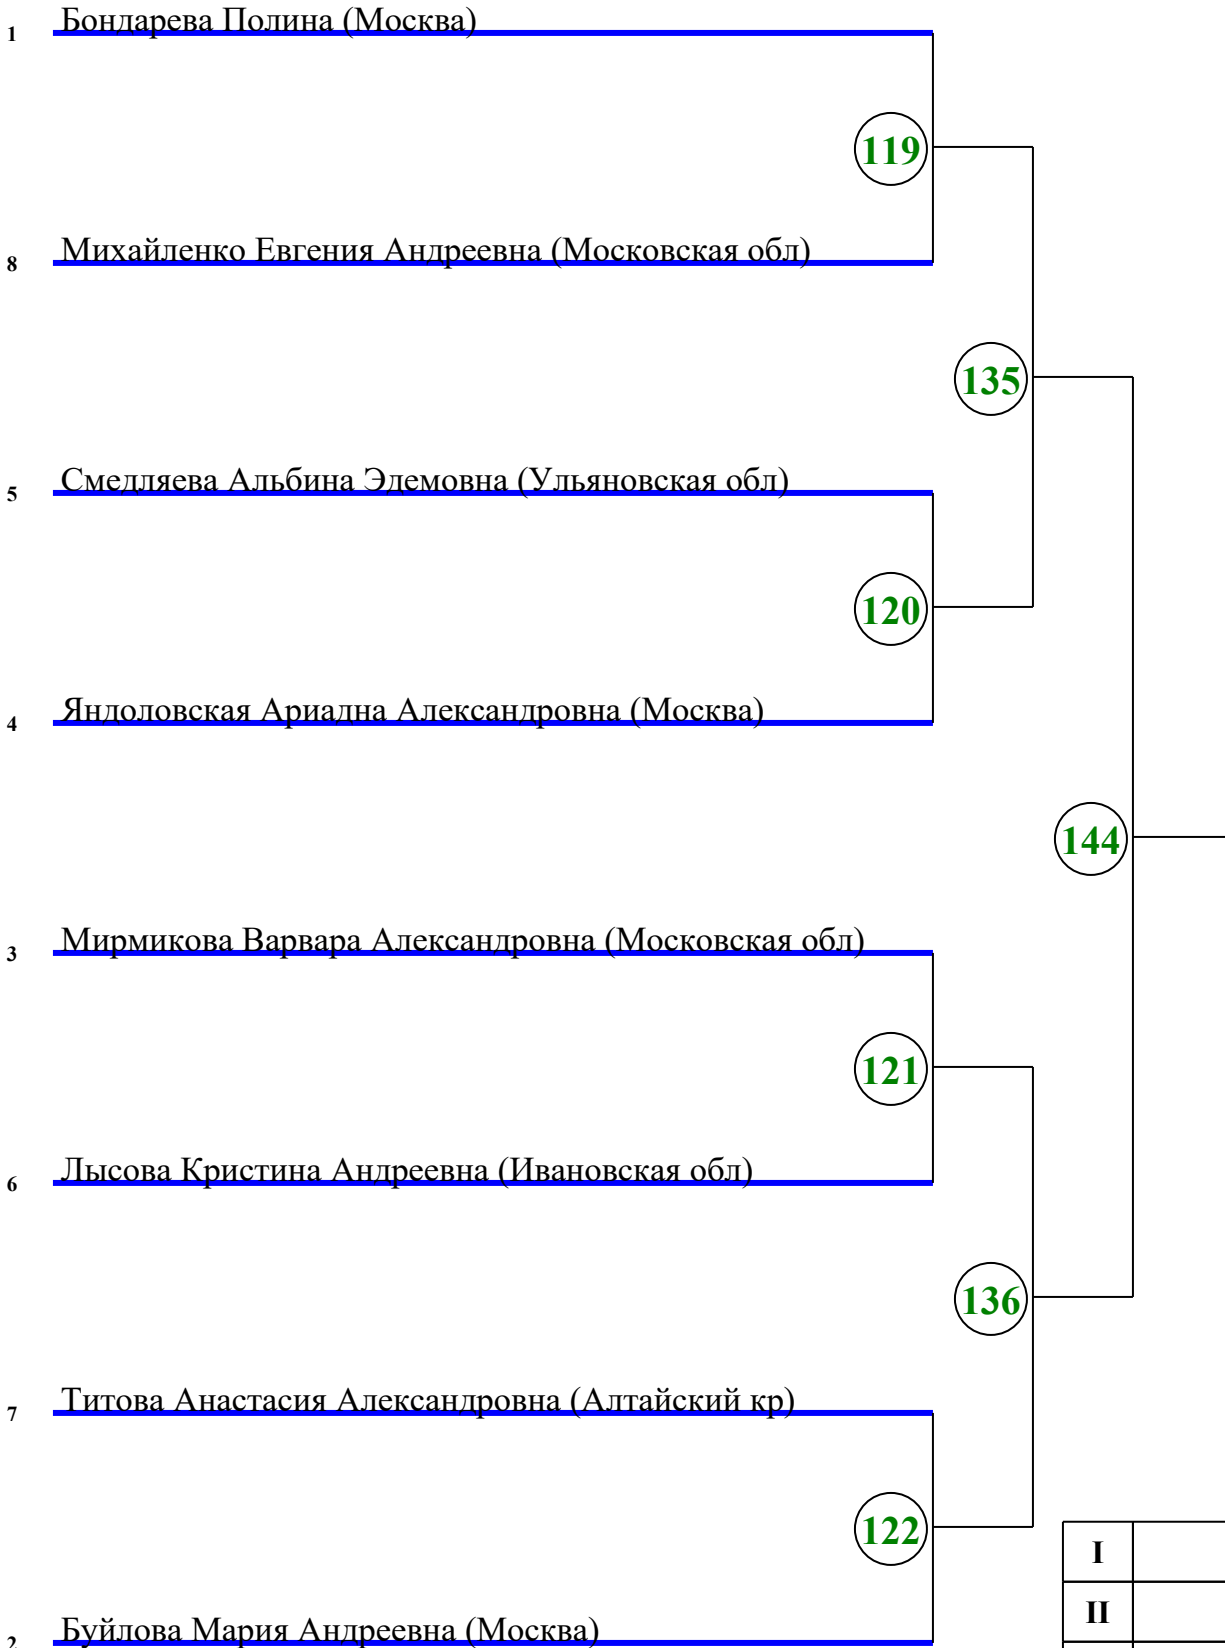 1 Бондарева Полина (Москва)
119
8 Михайленко Евгения Андреевна (Московская обл)
135
5 Смедляева Альбина Эдемовна (Ульяновская обл)
120
4 Яндоловская Ариадна Александровна (Москва)
144
3 Мирмикова Варвара Александровна (Московская обл)
121
6 Лысова Кристина Андреевна (Ивановская обл)
136
7 Титова Анастасия Александровна (Алтайский кр)
122
I
II
2 Буйлова Мария Андреевна (Москва)